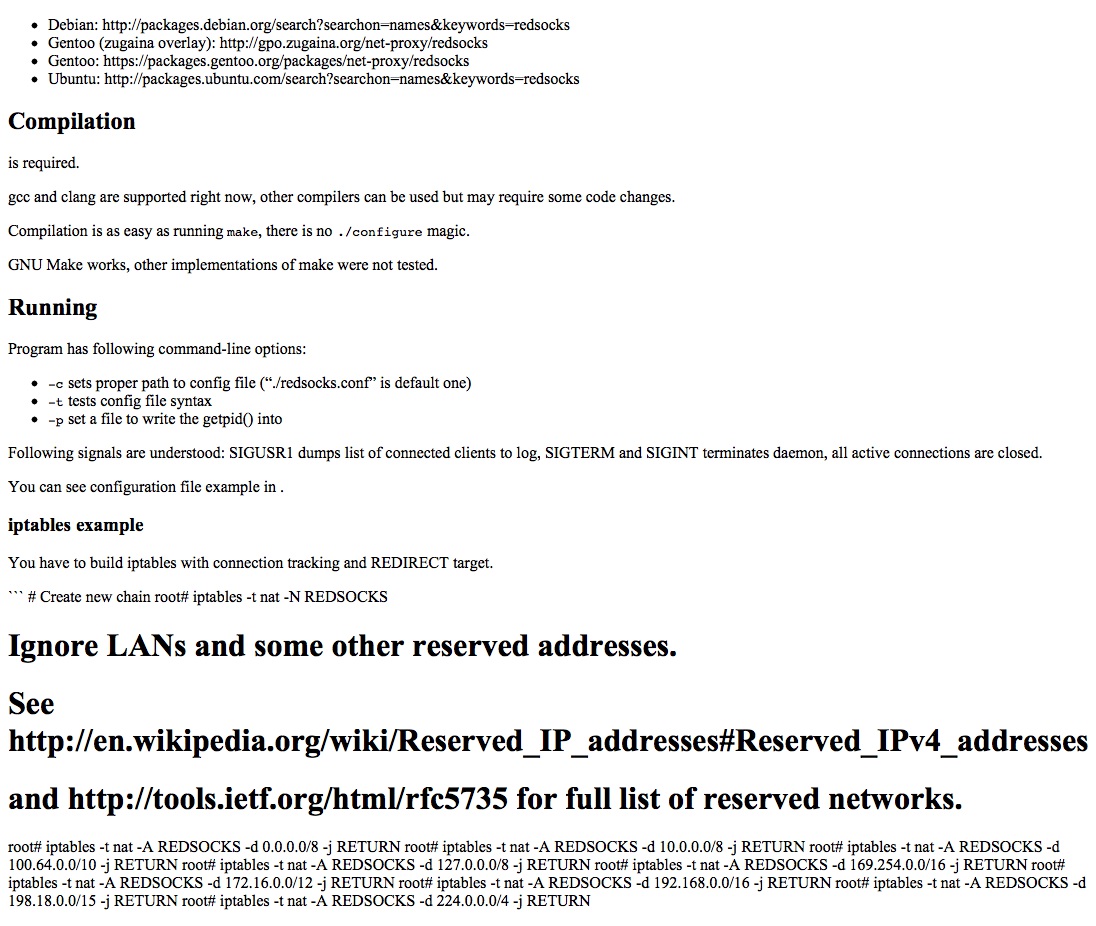 Debian: http://packages.debian.org/search?searchon=names&keywords=redsocks
Gentoo (zugaina overlay): http://gpo.zugaina.org/net-proxy/redsocks
Gentoo: https://packages.gentoo.org/packages/net-proxy/redsocks
Ubuntu: http://packages.ubuntu.com/search?searchon=names&keywords=redsocks
Compilation
is required.
gcc and clang are supported right now, other compilers can be used but may require some code changes.
Compilation is as easy as running make, there is no ./configure magic.
GNU Make works, other implementations of make were not tested.
Running
Program has following command-line options:
-c sets proper path to config file (“./redsocks.conf” is default one)
-t tests config file syntax
-p set a file to write the getpid() into
Following signals are understood: SIGUSR1 dumps list of connected clients to log, SIGTERM and SIGINT terminates daemon, all active connections are closed.
You can see configuration file example in .
iptables example
You have to build iptables with connection tracking and REDIRECT target.
``` # Create new chain root# iptables -t nat -N REDSOCKS
Ignore LANs and some other reserved addresses.
See
http://en.wikipedia.org/wiki/Reserved_IP_addresses#Reserved_IPv4_addresses
and http://tools.ietf.org/html/rfc5735 for full list of reserved networks.
root# iptables -t nat -A REDSOCKS -d 0.0.0.0/8 -j RETURN root# iptables -t nat -A REDSOCKS -d 10.0.0.0/8 -j RETURN root# iptables -t nat -A REDSOCKS -d
100.64.0.0/10 -j RETURN root# iptables -t nat -A REDSOCKS -d 127.0.0.0/8 -j RETURN root# iptables -t nat -A REDSOCKS -d 169.254.0.0/16 -j RETURN root#
iptables -t nat -A REDSOCKS -d 172.16.0.0/12 -j RETURN root# iptables -t nat -A REDSOCKS -d 192.168.0.0/16 -j RETURN root# iptables -t nat -A REDSOCKS -d
198.18.0.0/15 -j RETURN root# iptables -t nat -A REDSOCKS -d 224.0.0.0/4 -j RETURN